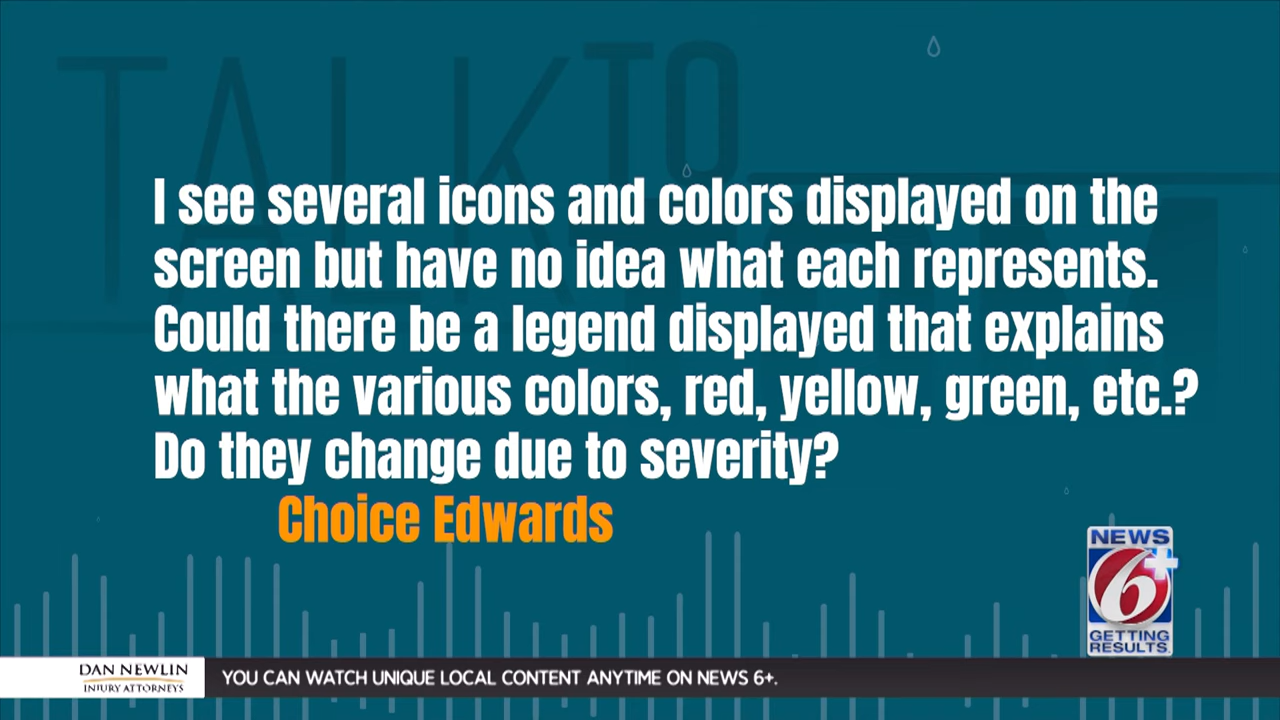 TALK TO
I see several icons and colors displayed on the
screen but have no idea what each represents.
Could there be a legend displayed that explains
what the various colors, red, yellow, green, etc.?
Do they change due to severity?
Choice Edwards
NEWS
6+
GETTING
RESULTS
DAN NEWLIN
INJURY ATTORNEYS
YOU CAN WATCH UNIQUE LOCAL CONTENT ANYTIME ON NEWS 6+.